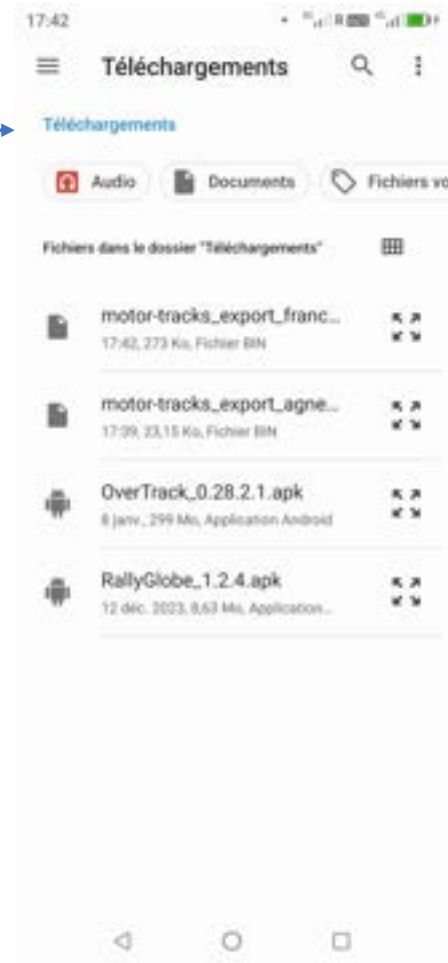 17:42
Téléchargements
Téléchargements
Audio
Documents
Fichiers vo
Fichiers dans le dossier "Téléchargements"
motor-tracks_export_franc...
17:42, 273 Ko, Fichier BIN
motor-tracks_export_agne...
17:39, 23,15 Ko, Fichier BIN
OverTrack_0.28.2.1.apk
8 janv., 299 Mo, Application Android
RallyGlobe_1.2.4.apk
12 déc. 2023, 8,63 Mo, Application...